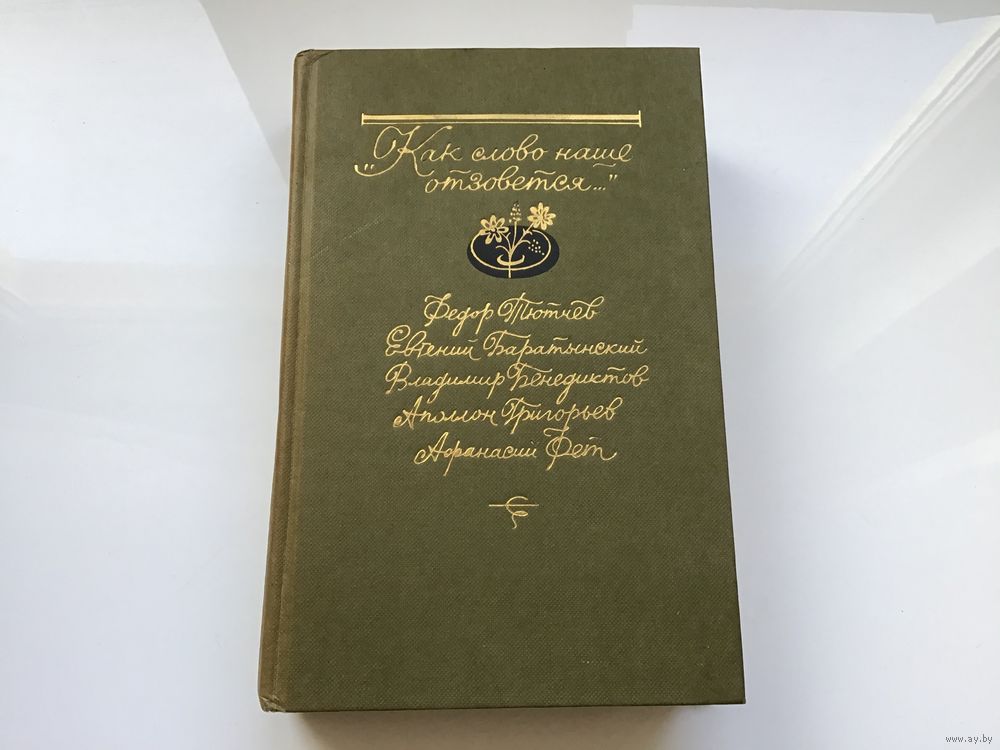 „Как слово наше
отзовется..."
Федор Тютчев
Евгений Баратынский
Владимир Бенедиктов
Аполлон Григорьев
Афанасий Фет
www.ay.by